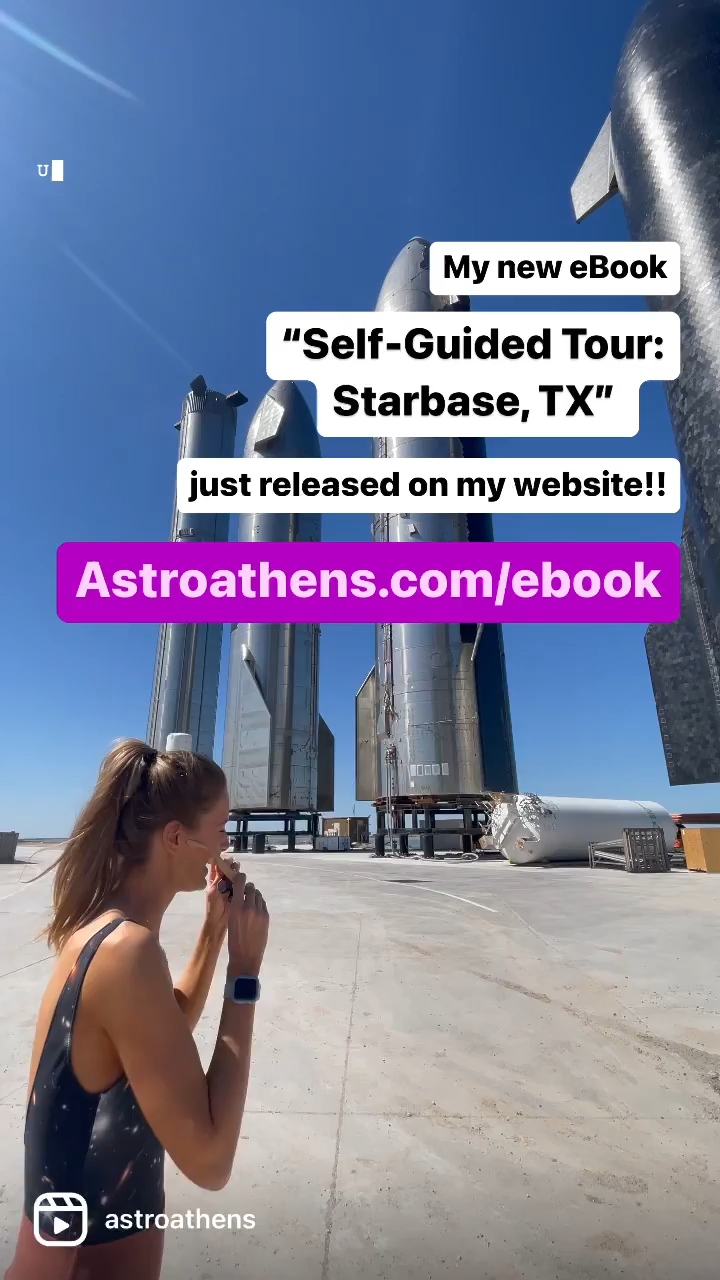 U
My new eBook
“Self-Guided Tour:
Starbase, TX”
just released on my website!!
Astroathens.com/ebook
astroathens